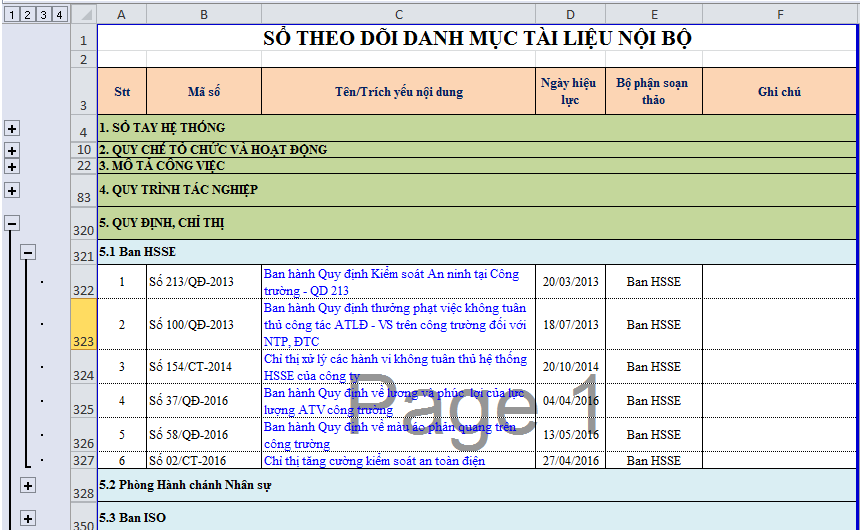 1 2 3 4 A B C D E F
1 SỔ THEO DÕI DANH MỤC TÀI LIỆU NỘI BỘ
2
3 Stt Mã số Tên/Trích yếu nội dung Ngày hiệu lực Bộ phận soạn thảo Ghi chú
4 1. SỔ TAY HỆ THỐNG
10 2. QUY CHẾ TỔ CHỨC VÀ HOẠT ĐỘNG
22 3. MÔ TẢ CÔNG VIỆC
83 4. QUY TRÌNH TÁC NGHIỆP
320 5. QUY ĐỊNH, CHỈ THỊ
321 5.1 Ban HSSE
322 1 Số 213/QĐ-2013 Ban hành Quy định Kiểm soát An ninh tại Công
trường - QD 213 20/03/2013 Ban HSSE
323 2 Số 100/QĐ-2013 Ban hành Quy định thưởng phạt việc không tuân
thủ công tác ATLĐ - VS trên công trường đối với
NTP, ĐTC 18/07/2013 Ban HSSE
324 3 Số 154/CT-2014 Chỉ thị xử lý các hành vi không tuân thủ hệ thống
HSSE của công ty 20/10/2014 Ban HSSE
325 4 Số 37/QĐ-2016 Ban hành Quy định về lương và phúc lợi của lực
lượng ATV công trường 04/04/2016 Ban HSSE
326 5 Số 58/QĐ-2016 Ban hành Quy định về màu áo phản quang trên
công trường 13/05/2016 Ban HSSE
327 6 Số 02/CT-2016 Chỉ thị tăng cường kiểm soát an toàn điện 27/04/2016 Ban HSSE
Page 1
328 5.2 Phòng Hành chánh Nhân sự
350 5.3 Ban ISO